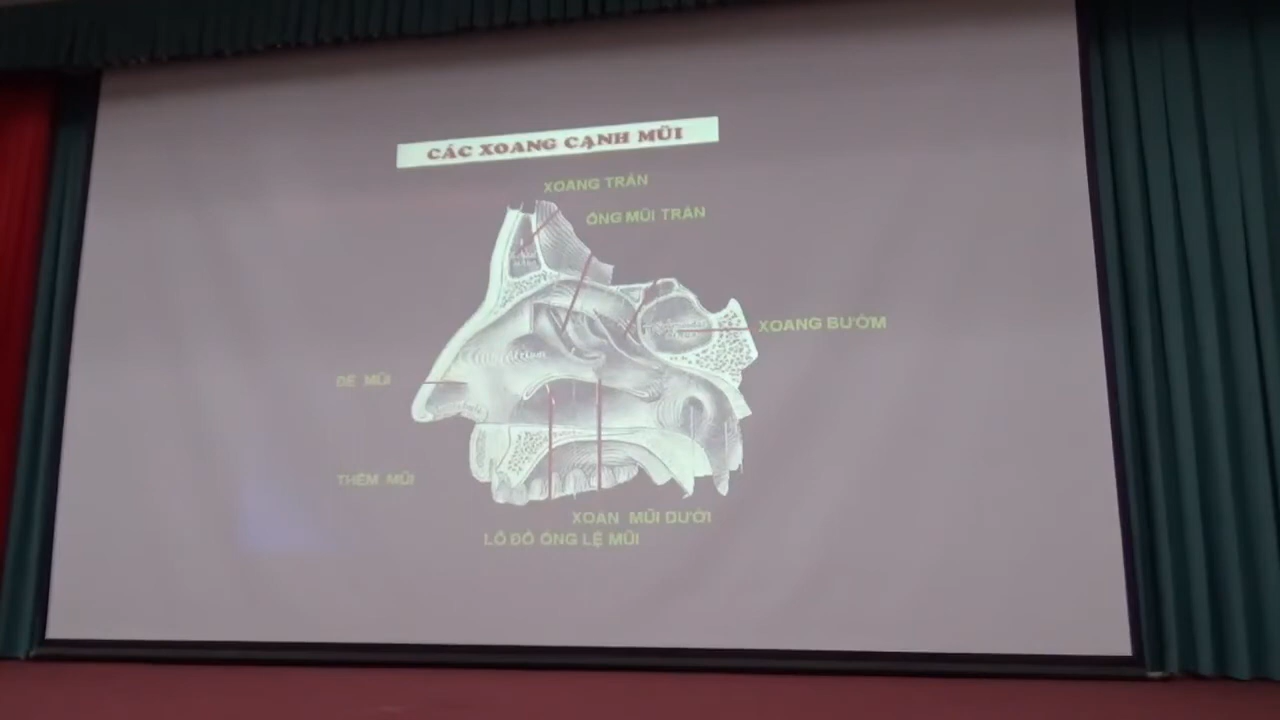 CÁC XOANG CẠNH MŨI
XOANG TRÁN
ỐNG MŨI TRÁN
XOANG BƯỚM
ĐE MŨI
THỀM MŨI
XOAN MŨI DƯỚI
LỖ ĐỔ ỐNG LỆ MŨI